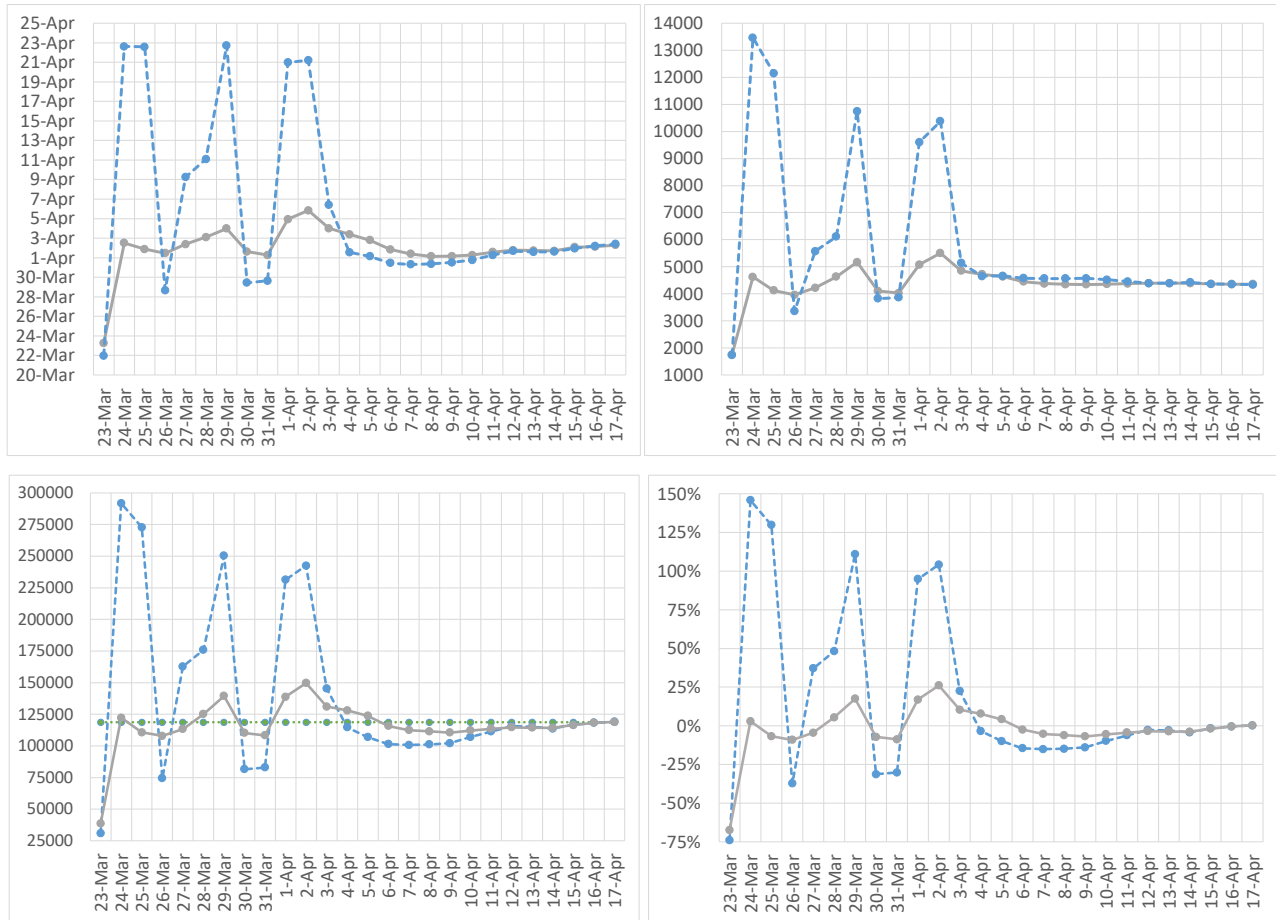 25-Apr
23-Apr
21-Apr
19-Apr
17-Apr
15-Apr
13-Apr
11-Apr
9-Apr
7-Apr
5-Apr
3-Apr
1-Apr
30-Mar
28-Mar
26-Mar
24-Mar
22-Mar
20-Mar
23-Mar
24-Mar
25-Mar
26-Mar
27-Mar
28-Mar
29-Mar
30-Mar
31-Mar
1-Apr
2-Apr
3-Apr
4-Apr
5-Apr
6-Apr
7-Apr
8-Apr
9-Apr
10-Apr
11-Apr
12-Apr
13-Apr
14-Apr
15-Apr
16-Apr
17-Apr
14000
13000
12000
11000
10000
9000
8000
7000
6000
5000
4000
3000
2000
1000
23-Mar
24-Mar
25-Mar
26-Mar
27-Mar
28-Mar
29-Mar
30-Mar
31-Mar
1-Apr
2-Apr
3-Apr
4-Apr
5-Apr
6-Apr
7-Apr
8-Apr
9-Apr
10-Apr
11-Apr
12-Apr
13-Apr
14-Apr
15-Apr
16-Apr
17-Apr
300000
275000
250000
225000
200000
175000
150000
125000
100000
75000
50000
25000
23-Mar
24-Mar
25-Mar
26-Mar
27-Mar
28-Mar
29-Mar
30-Mar
31-Mar
1-Apr
2-Apr
3-Apr
4-Apr
5-Apr
6-Apr
7-Apr
8-Apr
9-Apr
10-Apr
11-Apr
12-Apr
13-Apr
14-Apr
15-Apr
16-Apr
17-Apr
150%
125%
100%
75%
50%
25%
0%
-25%
-50%
-75%
23-Mar
24-Mar
25-Mar
26-Mar
27-Mar
28-Mar
29-Mar
30-Mar
31-Mar
1-Apr
2-Apr
3-Apr
4-Apr
5-Apr
6-Apr
7-Apr
8-Apr
9-Apr
10-Apr
11-Apr
12-Apr
13-Apr
14-Apr
15-Apr
16-Apr
17-Apr